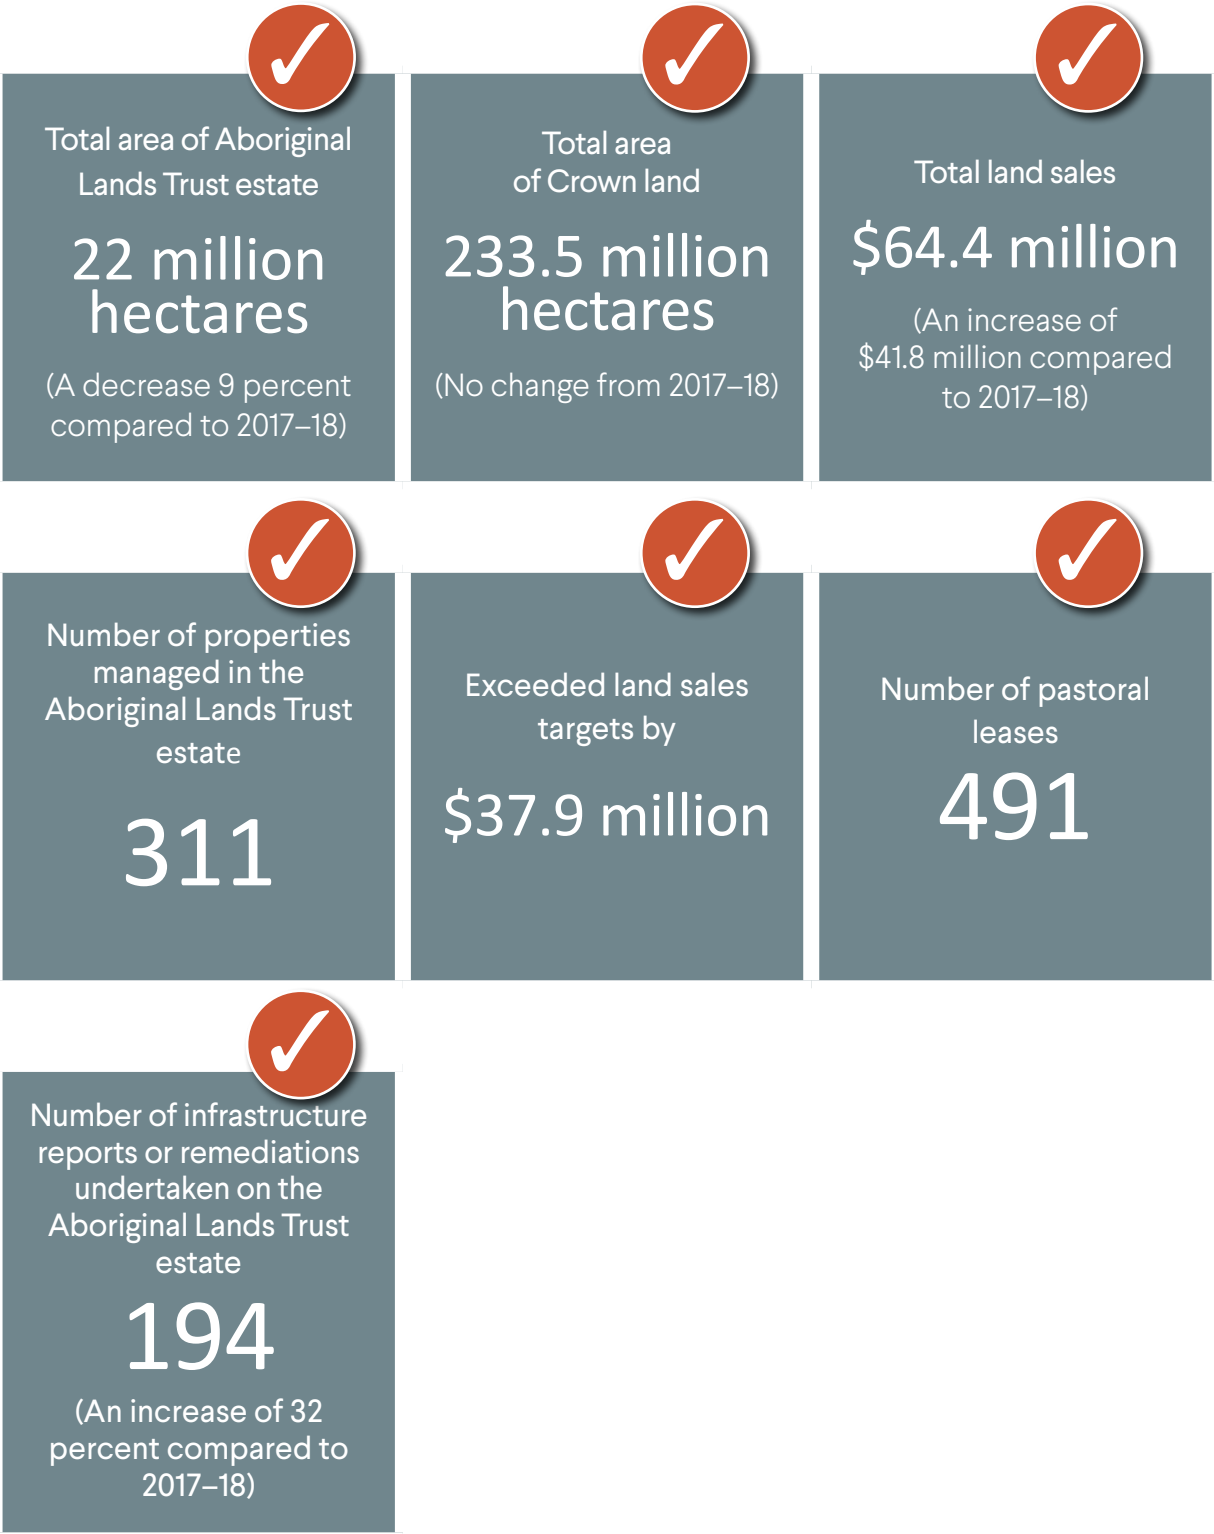 Total area of Aboriginal
Lands Trust estate
22 million
hectares
(A decrease 9 percent
compared to 2017–18)
Total area
of Crown land
233.5 million
hectares
(No change from 2017–18)
Total land sales
$64.4 million
(An increase of
$41.8 million compared
to 2017–18)
Number of properties
managed in the
Aboriginal Lands Trust
estate
311
Exceeded land sales
targets by
$37.9 million
Number of pastoral
leases
491
Number of infrastructure
reports or remediations
undertaken on the
Aboriginal Lands Trust
estate
194
(An increase of 32
percent compared to
2017–18)